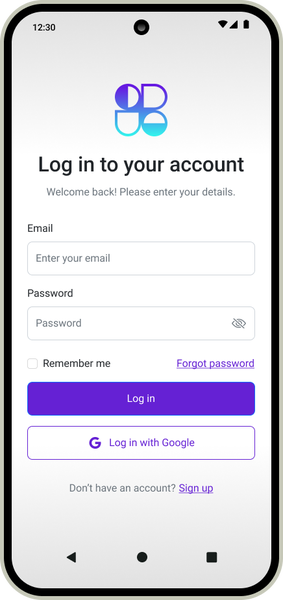 12:30
Log in to your account
Welcome back! Please enter your details.
Email
Enter your email
Password
Password
Remember me Forgot password
Log in
Log in with Google
Don't have an account? Sign up